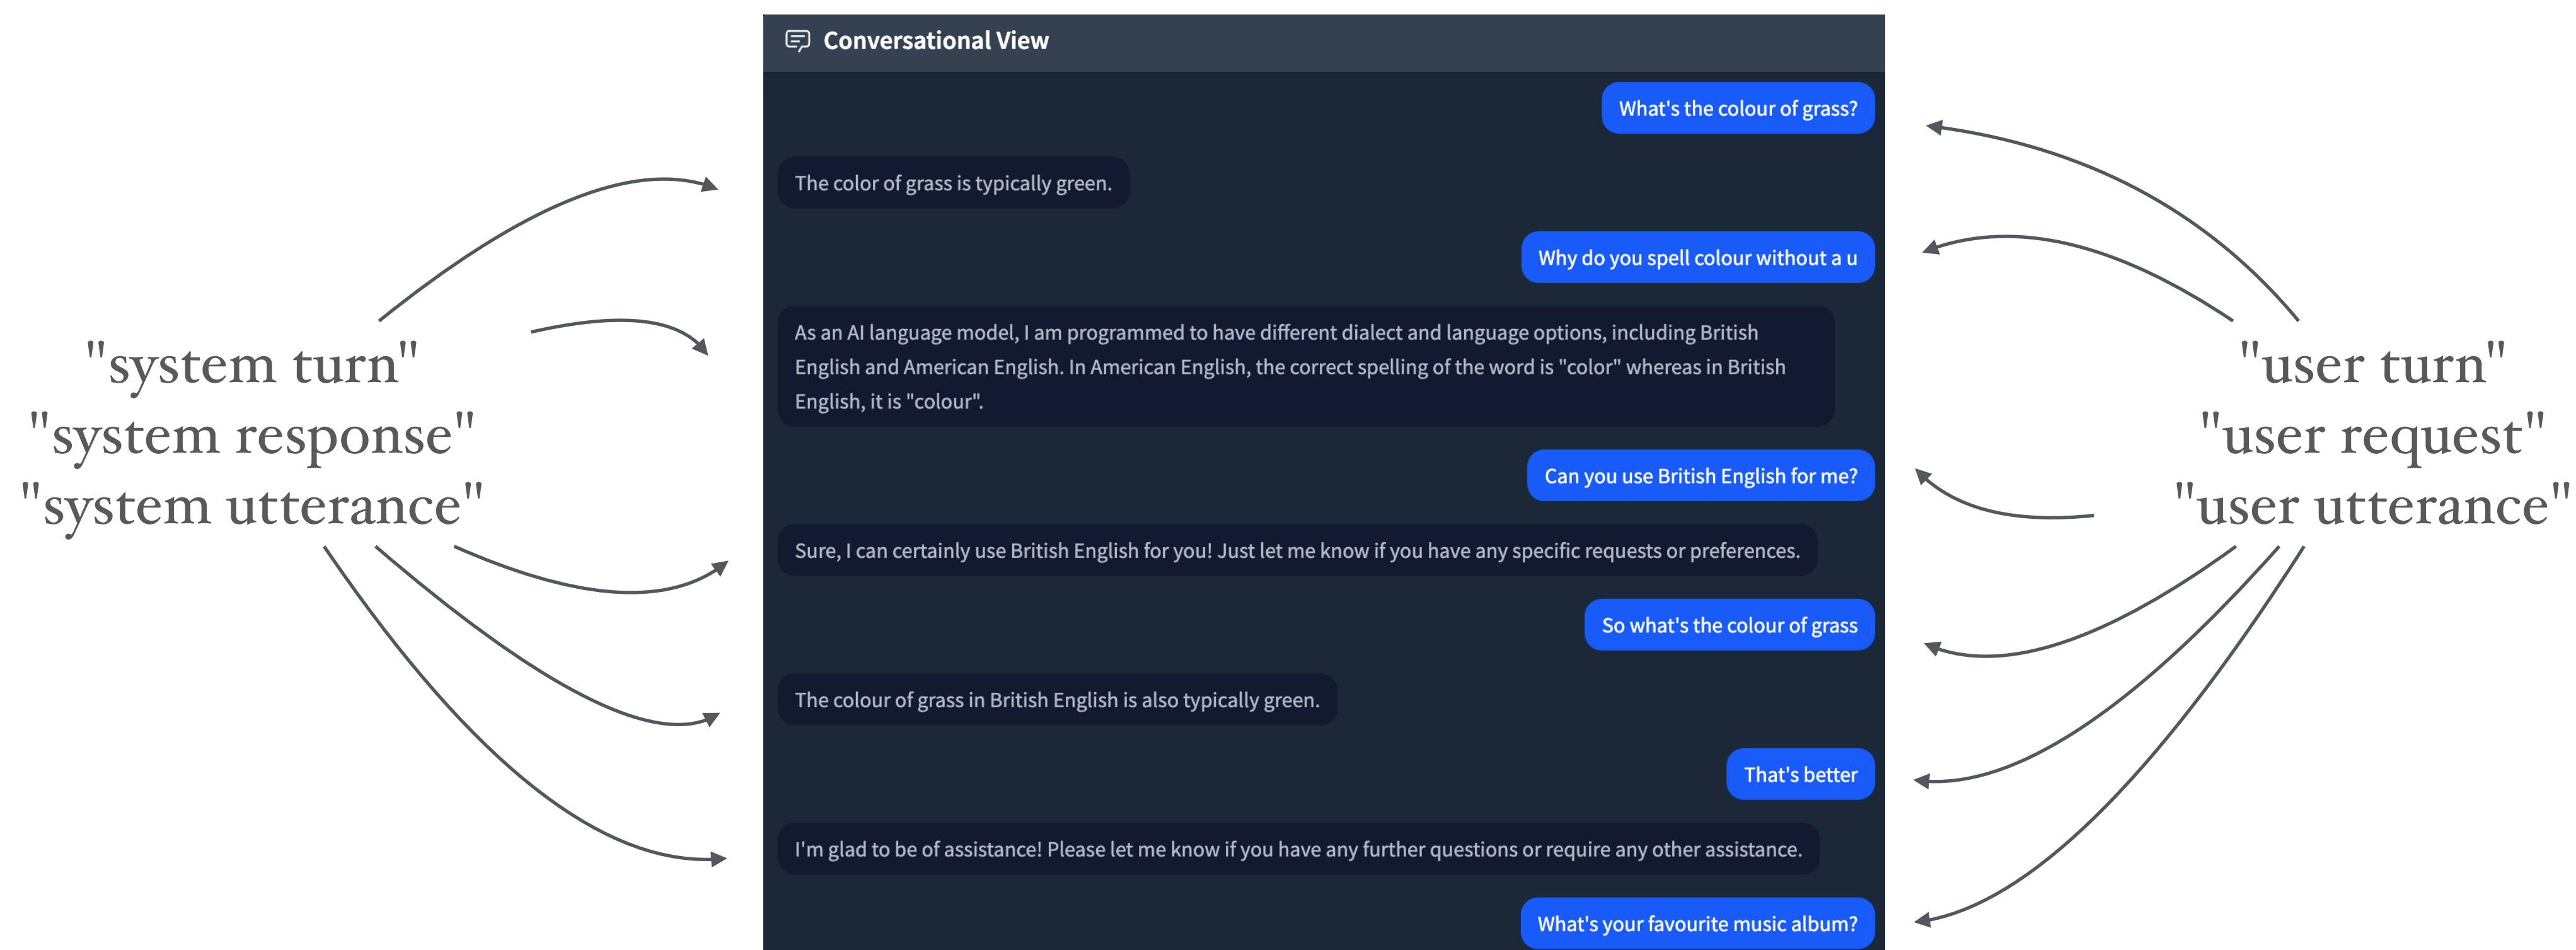 Conversational View
What's the colour of grass?
The color of grass is typically green.
Why do you spell colour without a u
As an AI language model, I am programmed to have different dialect and language options, including British
English and American English. In American English, the correct spelling of the word is "color" whereas in British
English, it is "colour".
Can you use British English for me?
Sure, I can certainly use British English for you! Just let me know if you have any specific requests or preferences.
So what's the colour of grass
The colour of grass in British English is also typically green.
That's better
I'm glad to be of assistance! Please let me know if you have any further questions or require any other assistance.
What's your favourite music album?
"system turn"
"system response"
"system utterance"
"user turn"
"user request"
"user utterance"